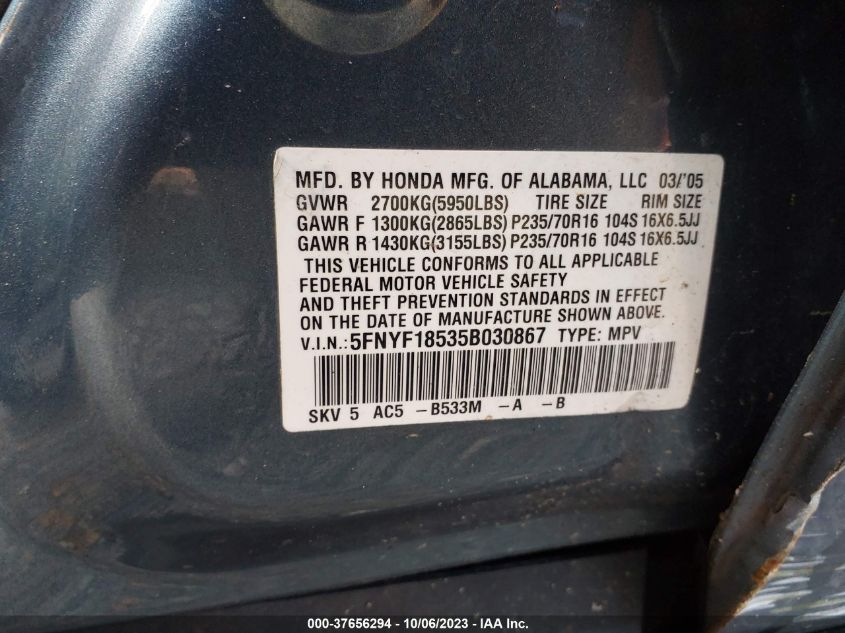 MFD. BY HONDA MFG. OF ALABAMA, LLC 03/'05
GVWR 2700KG(5950LBS) TIRE SIZE RIM SIZE
GAWR F 1300KG(2865LBS) P235/70R16 104S 16X6.5JJ
GAWR R 1430KG(3155LBS) P235/70R16 104S 16X6.5JJ
THIS VEHICLE CONFORMS TO ALL APPLICABLE
FEDERAL MOTOR VEHICLE SAFETY
AND THEFT PREVENTION STANDARDS IN EFFECT
ON THE DATE OF MANUFACTURE SHOWN ABOVE.
V.I.N.:5FNYF18535B030867 TYPE: MPV
SKV 5 AC5 -B533M -A -B
000-37656294 - 10/06/2023 - IAA Inc.